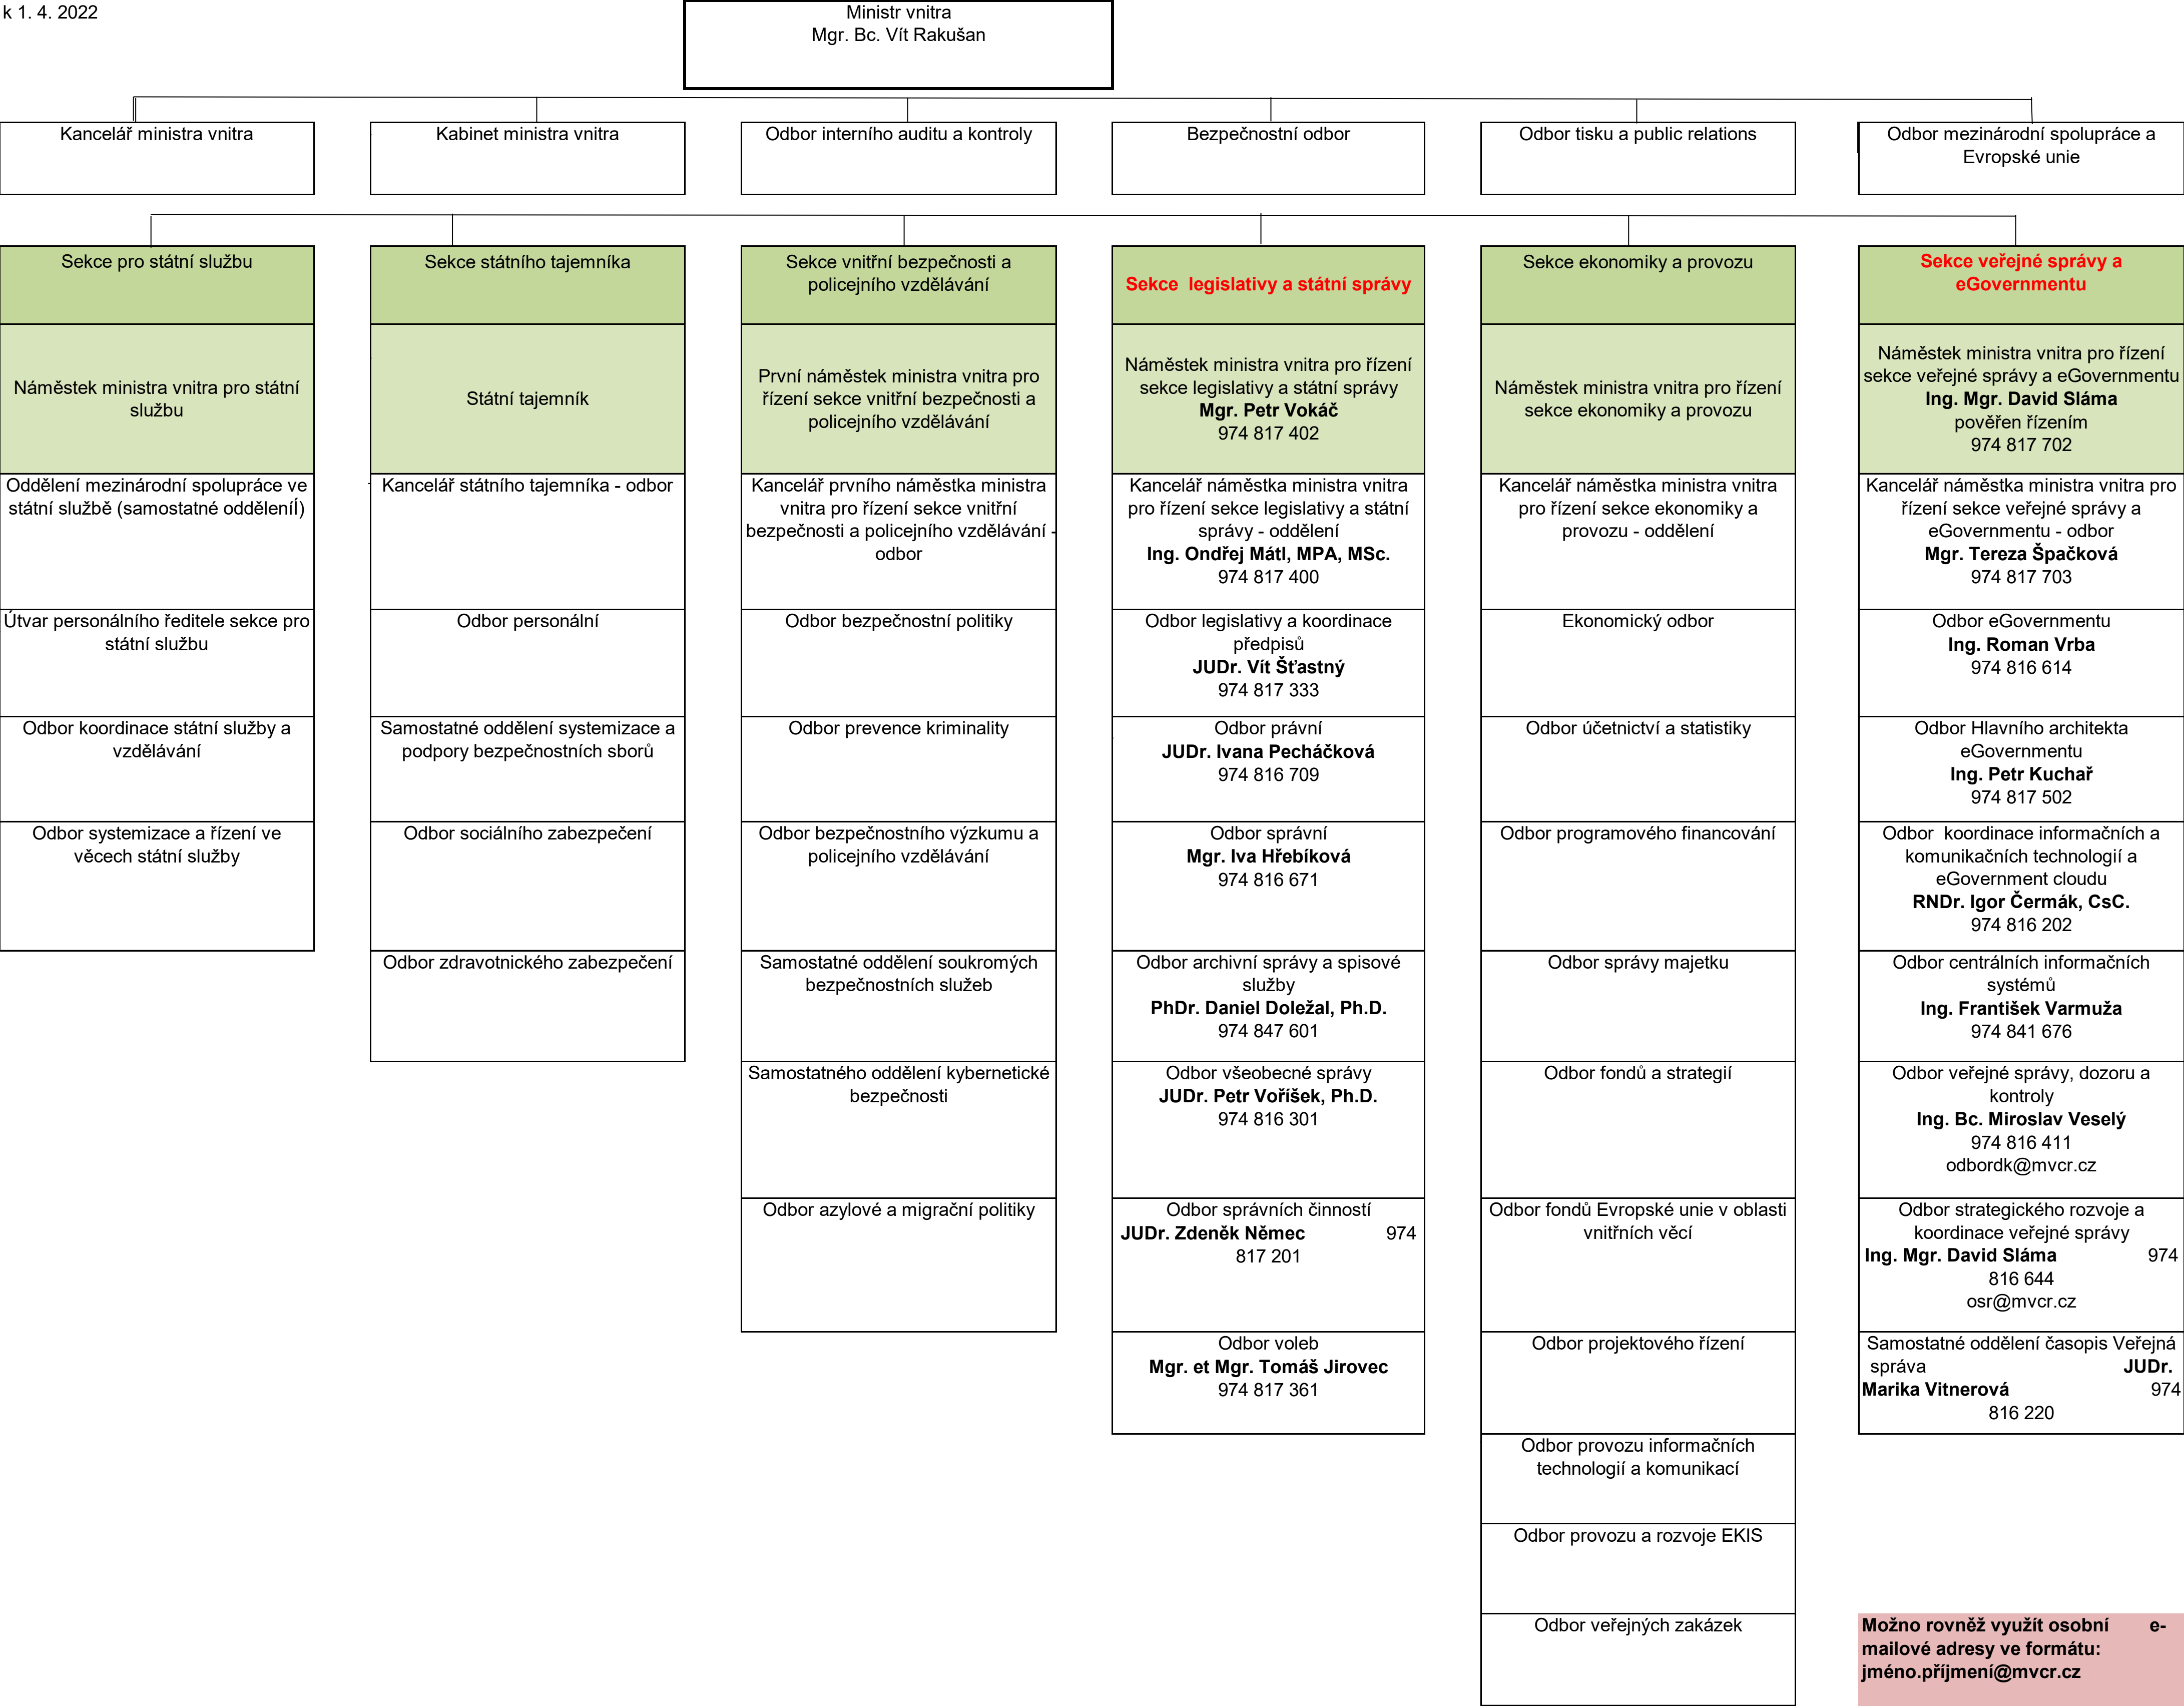 k 1. 4. 2022
Ministr vnitra
Mgr. Bc. Vít Rakušan
Kancelář ministra vnitra
Kabinet ministra vnitra
Odbor interního auditu a kontroly
Bezpečnostní odbor
Odbor tisku a public relations
Odbor mezinárodní spolupráce a
Evropské unie
Sekce pro státní službu
Náměstek ministra vnitra pro státní
službu
Oddělení mezinárodní spolupráce ve
státní službě (samostatné odděleníÍ)
Útvar personálního ředitele sekce pro
státní službu
Odbor koordinace státní služby a
vzdělávání
Odbor systemizace a řízení ve
věcech státní služby
Sekce státního tajemníka
Státní tajemník
Kancelář státního tajemníka - odbor
Odbor personální
Samostatné oddělení systemizace a
podpory bezpečnostních sborů
Odbor sociálního zabezpečení
Odbor zdravotnického zabezpečení
Sekce vnitřní bezpečnosti a
policejního vzdělávání
První náměstek ministra vnitra pro
řízení sekce vnitřní bezpečnosti a
policejního vzdělávání
Kancelář prvního náměstka ministra
vnitra pro řízení sekce vnitřní
bezpečnosti a policejního vzdělávání -
odbor
Odbor bezpečnostní politiky
Odbor prevence kriminality
Odbor bezpečnostního výzkumu a
policejního vzdělávání
Samostatné oddělení soukromých
bezpečnostních služeb
Samostatného oddělení kybernetické
bezpečnosti
Odbor azylové a migrační politiky
Sekce  legislativy a státní správy
Náměstek ministra vnitra pro řízení
sekce legislativy a státní správy
Mgr. Petr Vokáč
974 817 402
Kancelář náměstka ministra vnitra
pro řízení sekce legislativy a státní
správy - oddělení
Ing. Ondřej Mátl, MPA, MSc.
974 817 400
Odbor legislativy a koordinace
předpisů
JUDr. Vít Šťastný
974 817 333
Odbor právní
JUDr. Ivana Pecháčková
974 816 709
Odbor správní
Mgr. Iva Hřebíková
974 816 671
Odbor archivní správy a spisové
služby
PhDr. Daniel Doležal, Ph.D.
974 847 601
Odbor všeobecné správy
JUDr. Petr Voříšek, Ph.D.
974 816 301
Odbor správních činností
JUDr. Zdeněk Němec 974
817 201
Odbor voleb
Mgr. et Mgr. Tomáš Jirovec
974 817 361
Sekce ekonomiky a provozu
Náměstek ministra vnitra pro řízení
sekce ekonomiky a provozu
Kancelář náměstka ministra vnitra
pro řízení sekce ekonomiky a
provozu - oddělení
Ekonomický odbor
Odbor účetnictví a statistiky
Odbor programového financování
Odbor správy majetku
Odbor fondů a strategií
Odbor fondů Evropské unie v oblasti
vnitřních věcí
Odbor projektového řízení
Odbor provozu informačních
technologií a komunikací
Odbor provozu a rozvoje EKIS
Odbor veřejných zakázek
Sekce veřejné správy a
eGovernmentu
Náměstek ministra vnitra pro řízení
sekce veřejné správy a eGovernmentu
Ing. Mgr. David Sláma
pověřen řízením
974 817 702
Kancelář náměstka ministra vnitra pro
řízení sekce veřejné správy a
eGovernmentu - odbor
Mgr. Tereza Špačková
974 817 703
Odbor eGovernmentu
Ing. Roman Vrba
974 816 614
Odbor Hlavního architekta
eGovernmentu
Ing. Petr Kuchař
974 817 502
Odbor  koordinace informačních a
komunikačních technologií a
eGovernment cloudu
RNDr. Igor Čermák, CsC.
974 816 202
Odbor centrálních informačních
systémů
Ing. František Varmuža
974 841 676
Odbor veřejné správy, dozoru a
kontroly
Ing. Bc. Miroslav Veselý
974 816 411
odbordk@mvcr.cz
Odbor strategického rozvoje a
koordinace veřejné správy
Ing. Mgr. David Sláma 974
816 644
osr@mvcr.cz
Samostatné oddělení časopis Veřejná
správa JUDr.
Marika Vitnerová 974
816 220
Možno rovněž využít osobní e-
mailové adresy ve formátu:
jméno.příjmení@mvcr.cz